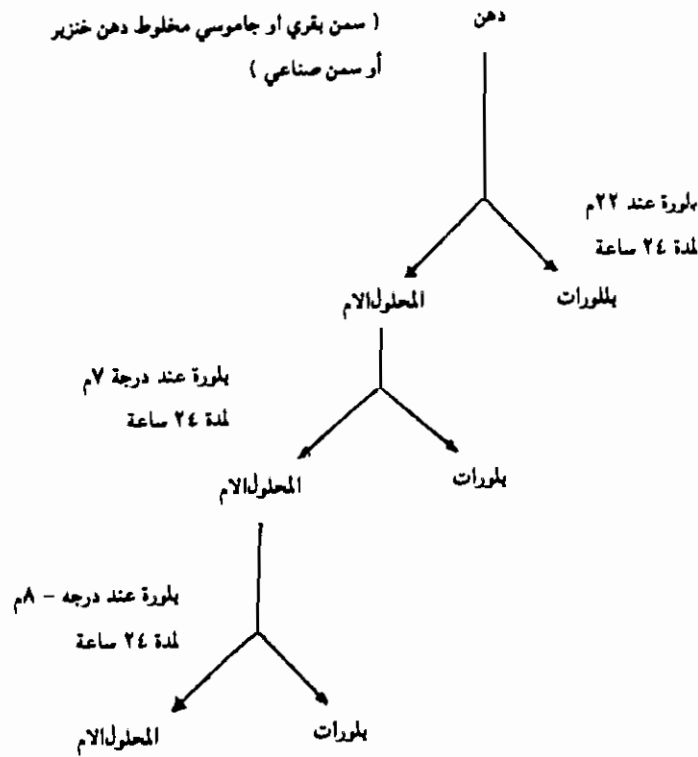 دهن
( سمن بقري او جاموسي مخلوط دهن خنزير
أو سمن صناعي )
بلورة عند ٢٢م
لمدة ٢٤ ساعة
بللورات
المحلول الام
بلورة عند درجة ٧م
لمدة ٢٤ ساعة
بلورات
المحلول الام
بلورة عند درجه – ٨م
لمدة ٢٤ ساعة
بلورات
المحلول الام